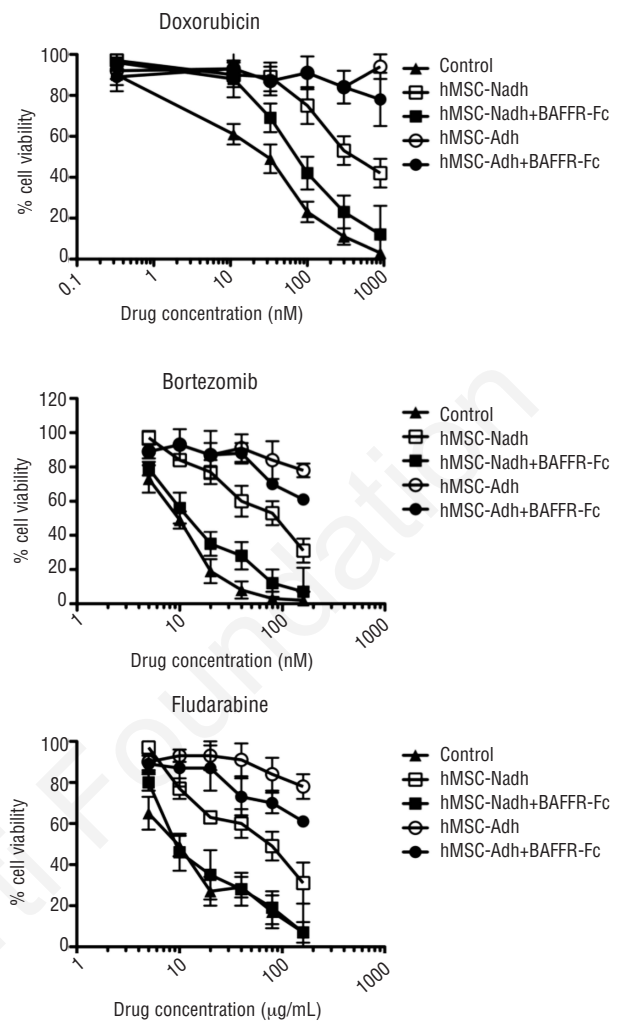 Doxorubicin
100
80
60
40
20
0
0.1
1
10
100
1000
% cell viability
Drug concentration (nM)
Control
hMSC-Nadh
hMSC-Nadh+BAFFR-Fc
hMSC-Adh
hMSC-Adh+BAFFR-Fc
Bortezomib
120
100
80
60
40
20
0
1
10
100
1000
% cell viability
Drug concentration (nM)
Control
hMSC-Nadh
hMSC-Nadh+BAFFR-Fc
hMSC-Adh
hMSC-Adh+BAFFR-Fc
Fludarabine
100
80
60
40
20
0
1
10
100
1000
% cell viability
Drug concentration (μg/mL)
Control
hMSC-Nadh
hMSC-Nadh+BAFFR-Fc
hMSC-Adh
hMSC-Adh+BAFFR-Fc
Foundation